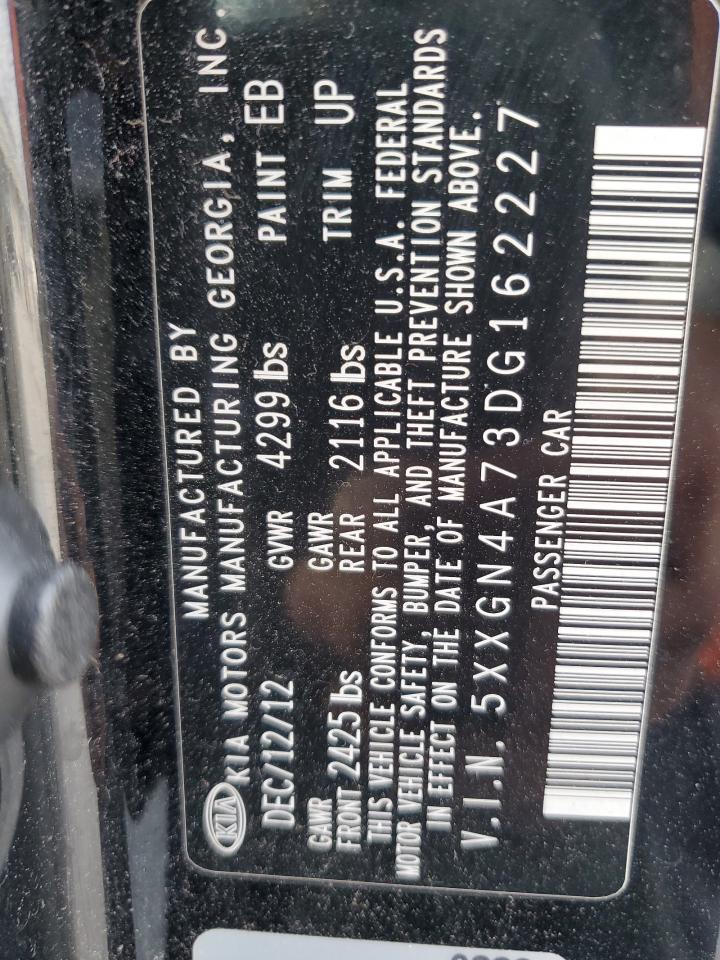 MANUFACTURED BY
KIA KIA MOTORS MANUFACTURING GEORGIA, INC.
DEC/12/12 GVWR 4299 lbs PAINT EB
GAWR FRONT 2425 lbs GAWR REAR 2116 lbs TRIM UP
THIS VEHICLE CONFORMS TO ALL APPLICABLE U.S.A. FEDERAL
MOTOR VEHICLE SAFETY, BUMPER, AND THEFT PREVENTION STANDARDS
IN EFFECT ON THE DATE OF MANUFACTURE SHOWN ABOVE.
V.I.N. 5XXGN4A73DG162227
PASSENGER CAR